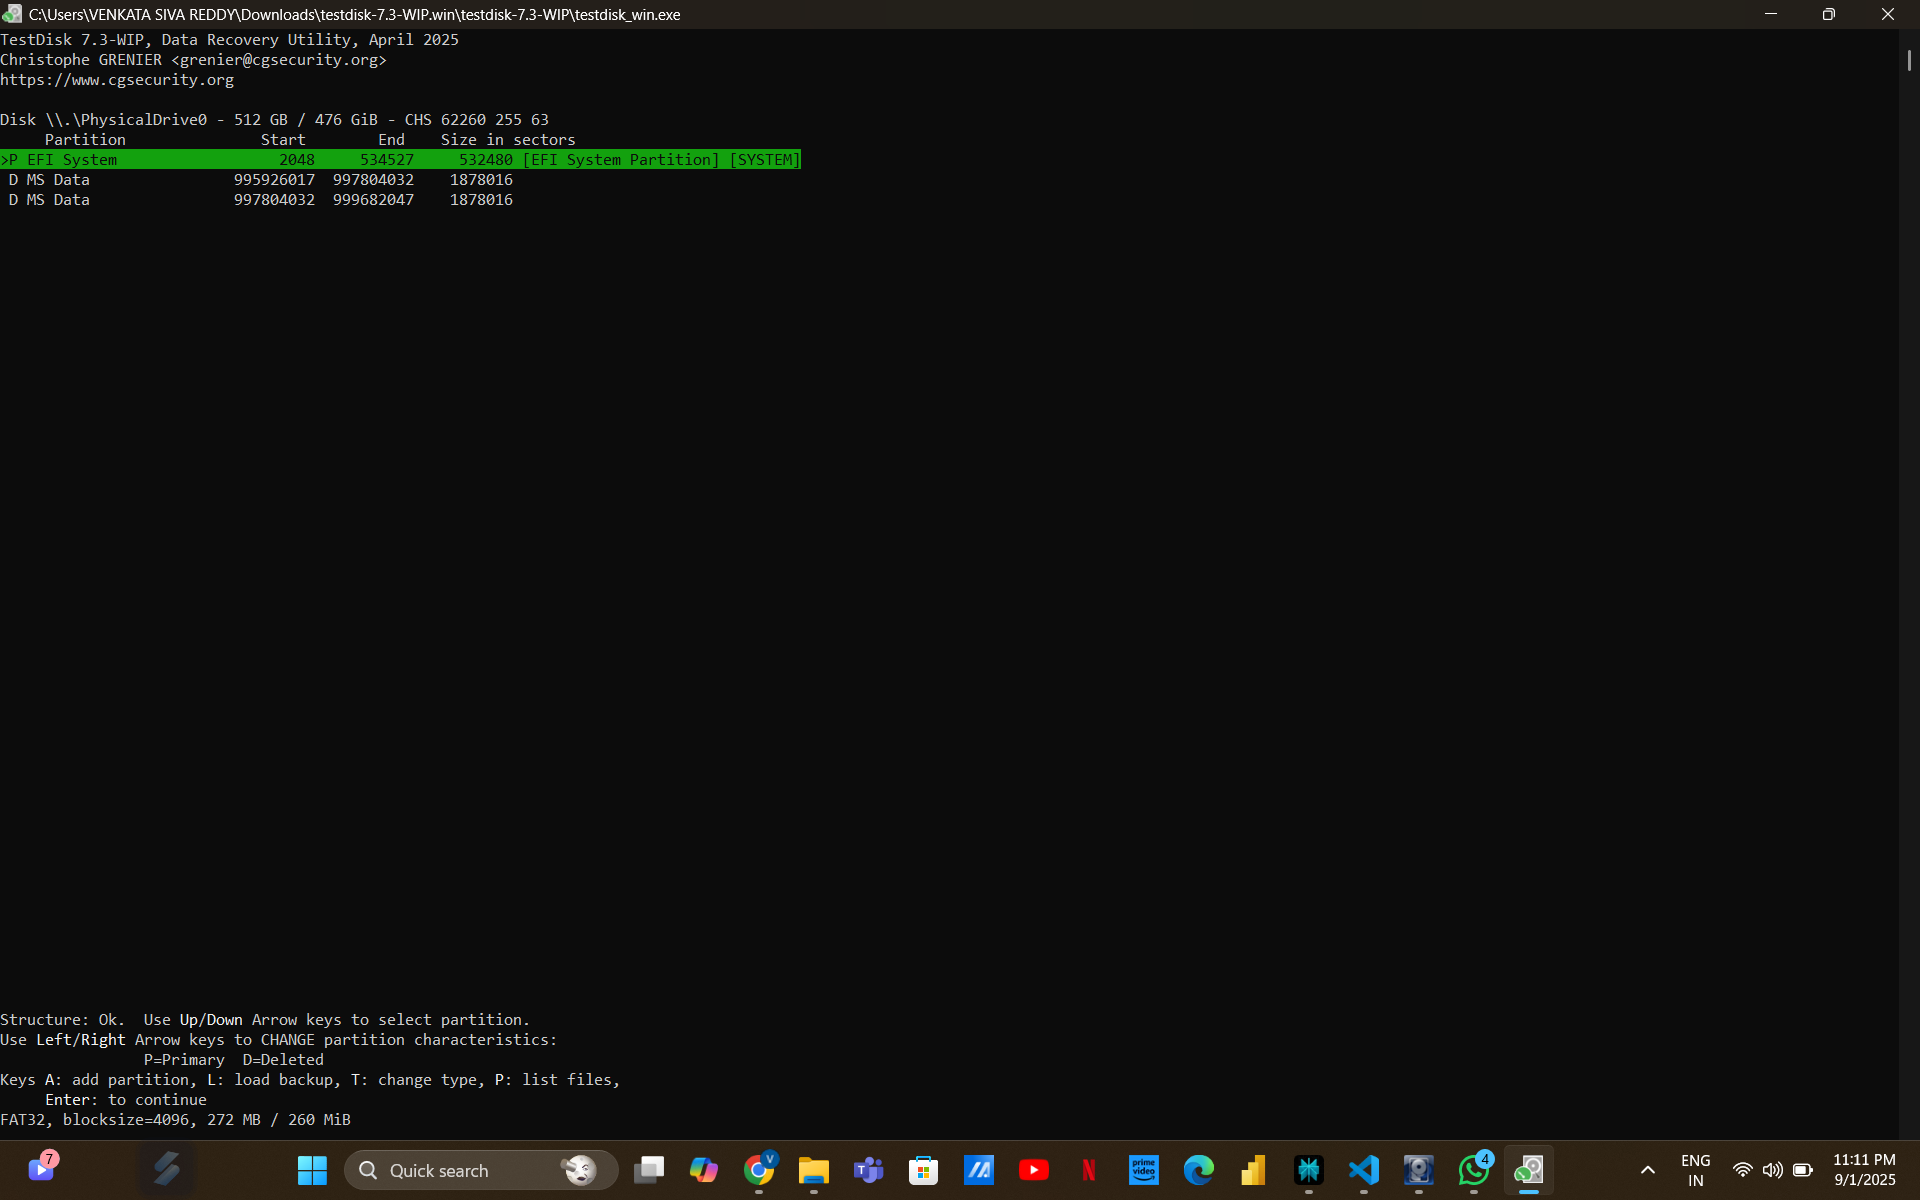 C:\Users\VENKATA SIVA REDDY\Downloads\testdisk-7.3-WIP.win\testdisk-7.3-WIP\testdisk_win.exe
TestDisk 7.3-WIP, Data Recovery Utility, April 2025
Christophe GRENIER <grenier@cgsecurity.org>
https://www.cgsecurity.org
Disk \\.\PhysicalDrive0 - 512 GB / 476 GiB - CHS 62260 255 63
     Partition               Start        End    Size in sectors
>P EFI System                  2048     534527     532480 [EFI System Partition] [SYSTEM]
 D MS Data                995926017  997804032    1878016
 D MS Data                997804032  999682047    1878016
Structure: Ok.  Use Up/Down Arrow keys to select partition.
Use Left/Right Arrow keys to CHANGE partition characteristics:
                P=Primary  D=Deleted
Keys A: add partition, L: load backup, T: change type, P: list files,
     Enter: to continue
FAT32, blocksize=4096, 272 MB / 260 MiB
7
Quick search
V
T
prime video
N
4
ENG
IN
11:11 PM
9/1/2025